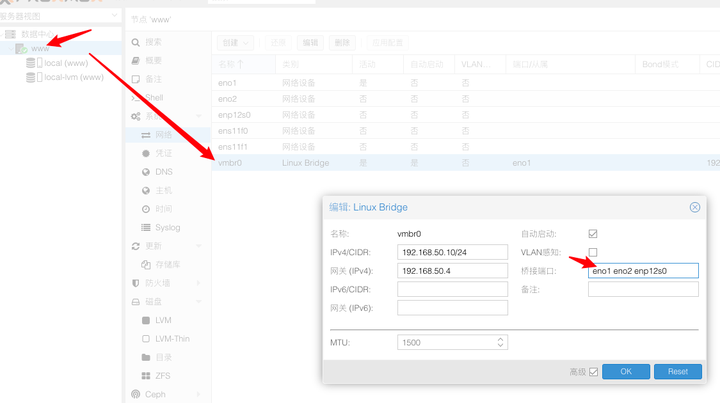 服务器视图
节点 'www'
数据中心
www
local (www)
local-lvm (www)
搜索
概要
备注
Shell
系统
网络
凭证
DNS
主机
时间
Syslog
更新
存储库
防火墙
磁盘
LVM
LVM-Thin
目录
ZFS
Ceph
创建 还原 编辑 删除 应用配置
名称 类别 活动 自动启动 VLAN... 端口/从属 Bond模式 CID
eno1 网络设备 是 否 否
eno2 网络设备 否 否 否
enp12s0 网络设备 否 否 否
ens11f0 网络设备 否 否 否
ens11f1 网络设备 否 否 否
vmbr0 Linux Bridge 是 是 否 eno1 192
编辑: Linux Bridge
名称: vmbr0 自动启动:
IPv4/CIDR: 192.168.50.10/24 VLAN感知:
网关 (IPv4): 192.168.50.4 桥接端口: eno1 eno2 enp12s0
IPv6/CIDR: 备注:
网关 (IPv6):
MTU: 1500
高级 OK Reset